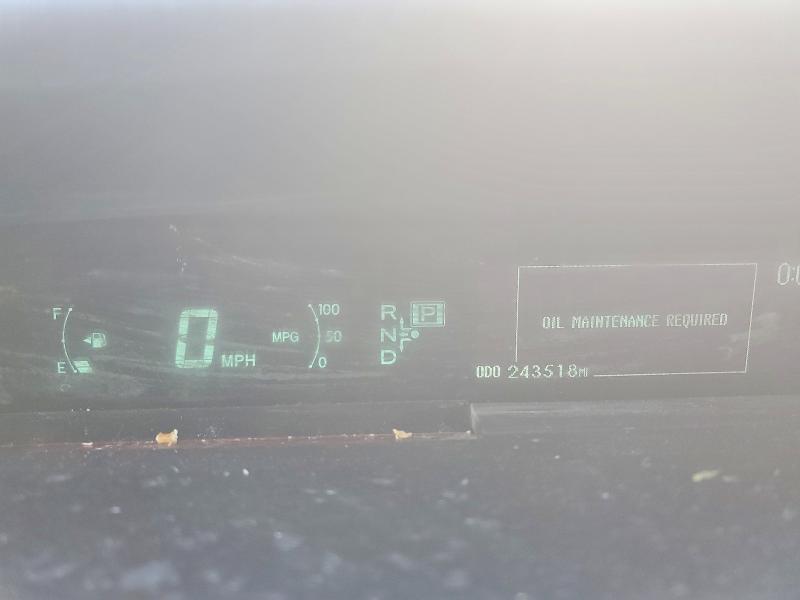 F
E
0 MPH
MPG
100
50
0
R
N
D
P
OIL MAINTENANCE REQUIRED
ODO 243518MI